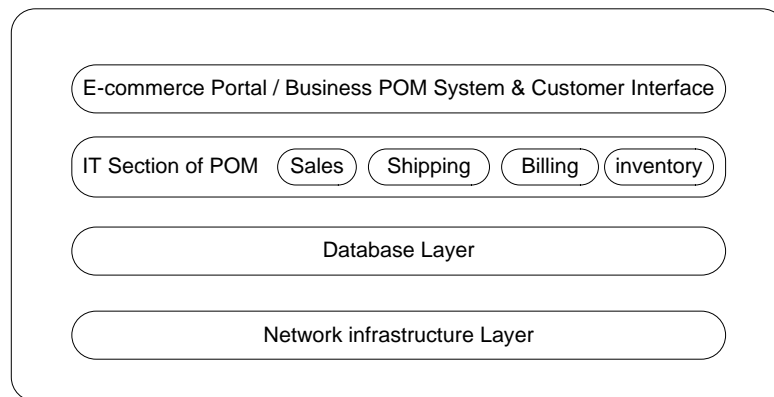 E-commerce Portal / Business POM System & Customer Interface
IT Section of POM Sales Shipping Billing inventory
Database Layer
Network infrastructure Layer